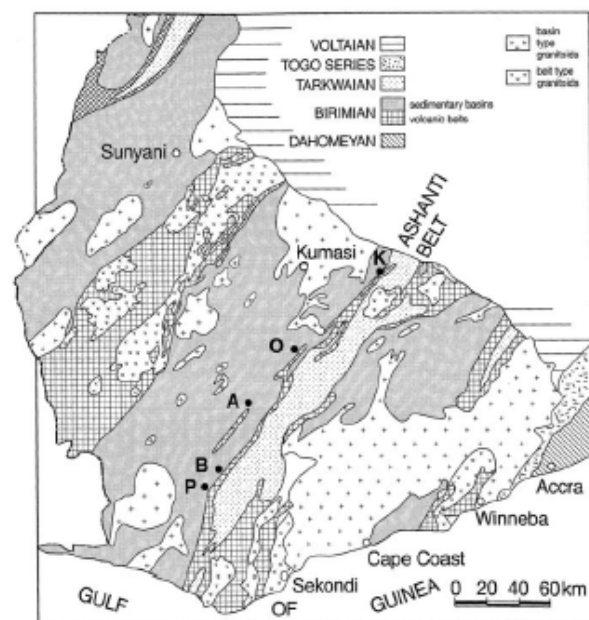 VOLTAIAN
TOGO SERIES
TARKWAIAN
BIRIMIAN
sedimentary basins
volcanic belts
DAHOMEYAN
basin
type
granitoids
belt type
granitoids
Sunyani
ASHANTI
BELT
Kumasi
K
O
A
B
P
Accra
Winneba
Cape Coast
Sekondi
GULF
OF
GUINEA
0 20 40 60km